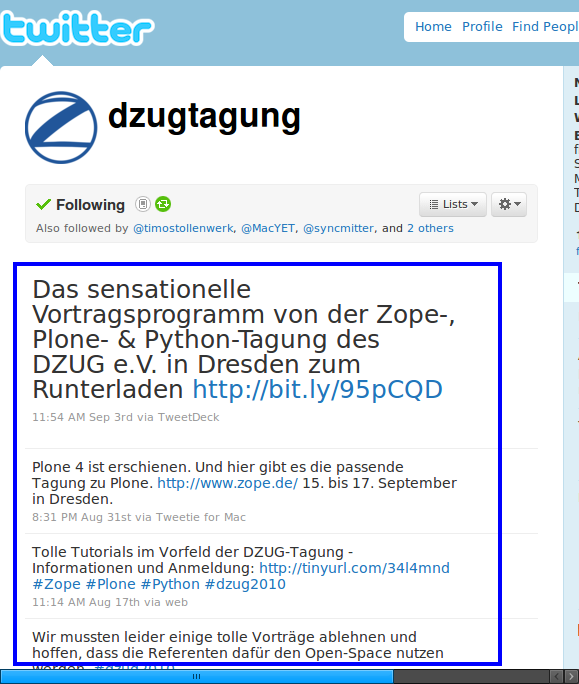 twitter
Home Profile Find Peopl
dzugtagung
Following
Lists
Also followed by @timostollenwerk, @MacYET, @syncmitter, and 2 others
Das sensationelle
Vortragsprogramm von der Zope-,
Plone- & Python-Tagung des
DZUG e.V. in Dresden zum
Runterladen http://bit.ly/95pCQD
11:54 AM Sep 3rd via TweetDeck
Plone 4 ist erschienen. Und hier gibt es die passende
Tagung zu Plone. http://www.zope.de/ 15. bis 17. September
in Dresden.
8:31 PM Aug 31st via Tweetie for Mac
Tolle Tutorials im Vorfeld der DZUG-Tagung -
Informationen und Anmeldung: http://tinyurl.com/34l4mnd
#Zope #Plone #Python #dzug2010
11:14 AM Aug 17th via web
Wir mussten leider einige tolle Vorträge ablehnen und
hoffen, dass die Referenten dafür den Open-Space nutzen
werden. #dzug2010